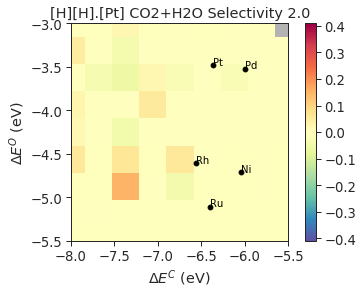 [H][H].[Pt] CO2+H2O Selectivity 2.0
−3.0
−3.5
−4.0
−4.5
−5.0
−5.5
ΔE^O (eV)
Pt
Pd
Rh
Ni
Ru
−8.0 −7.5 −7.0 −6.5 −6.0 −5.5
ΔE^C (eV)
0.4
0.3
0.2
0.1
0.0
−0.1
−0.2
−0.3
−0.4